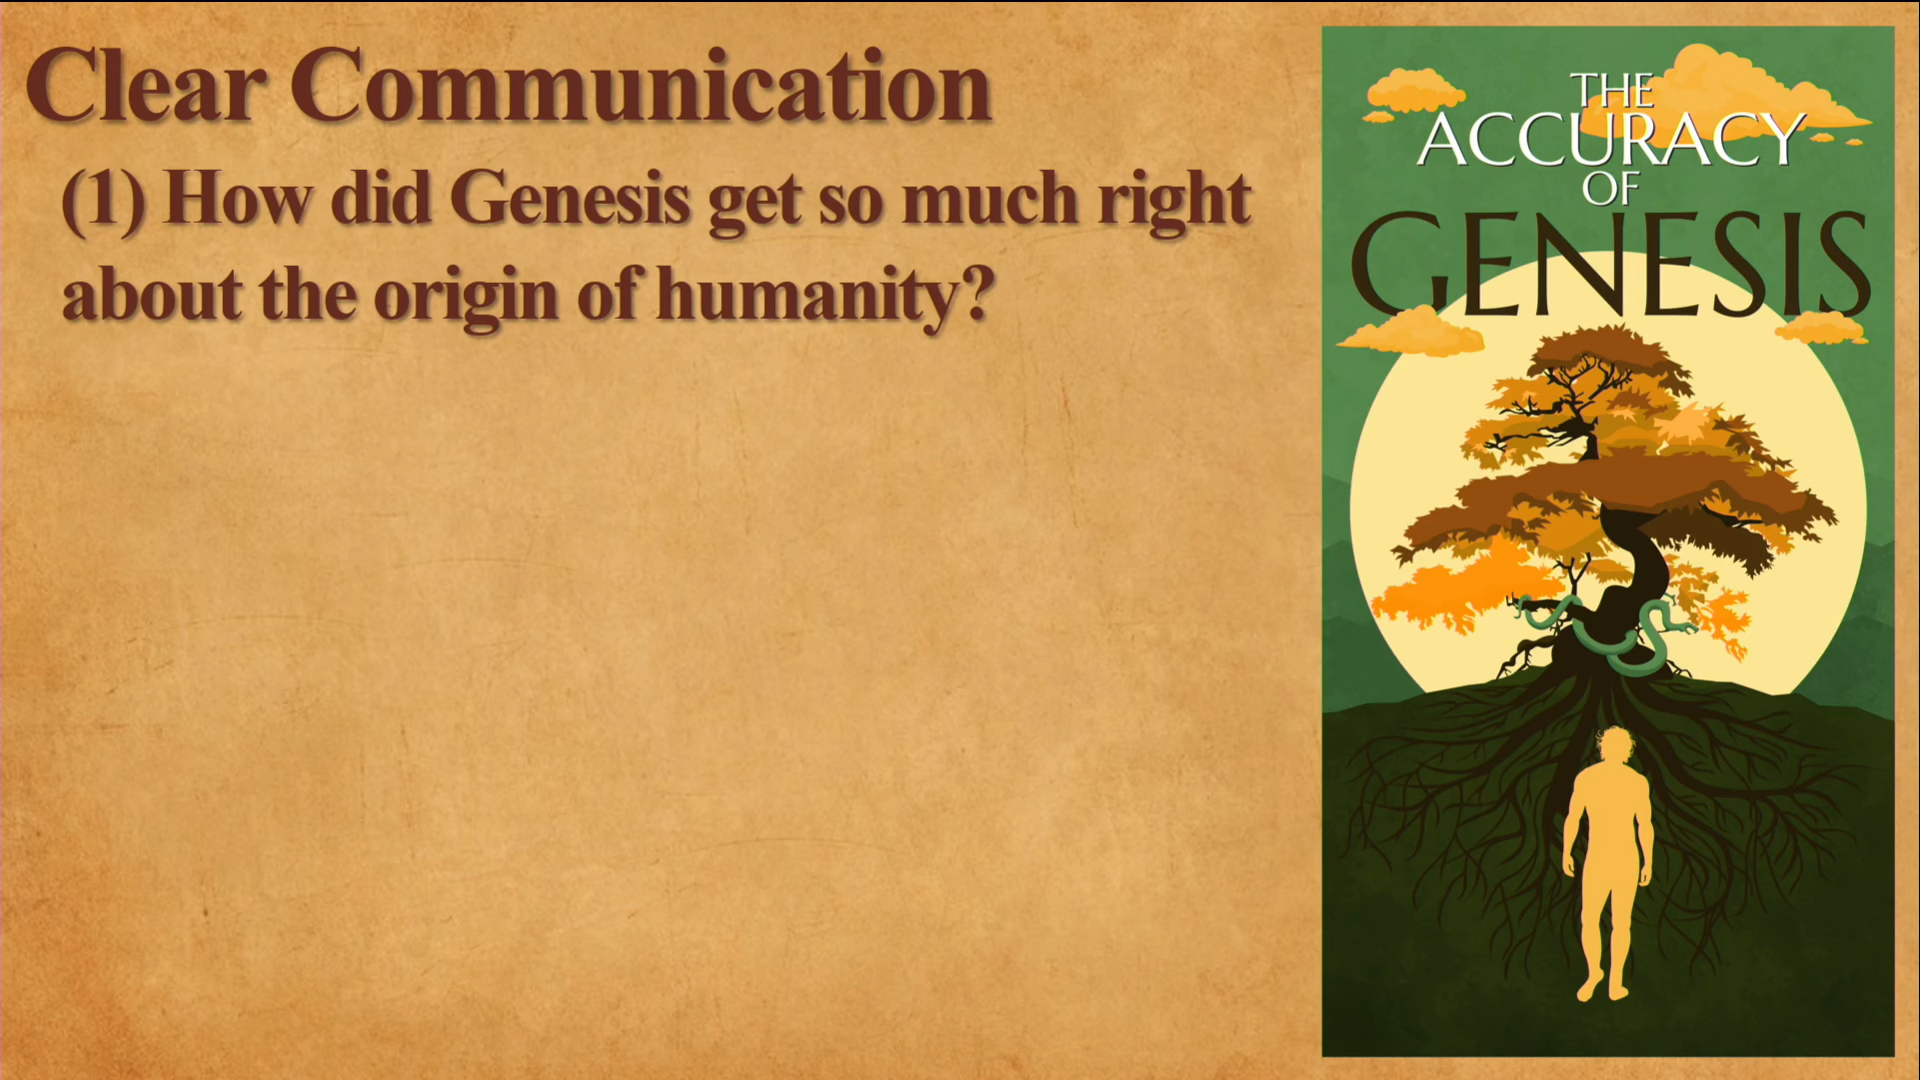 Clear Communication
(1) How did Genesis get so much right
about the origin of humanity?
THE
ACCURACY
OF
GENESIS